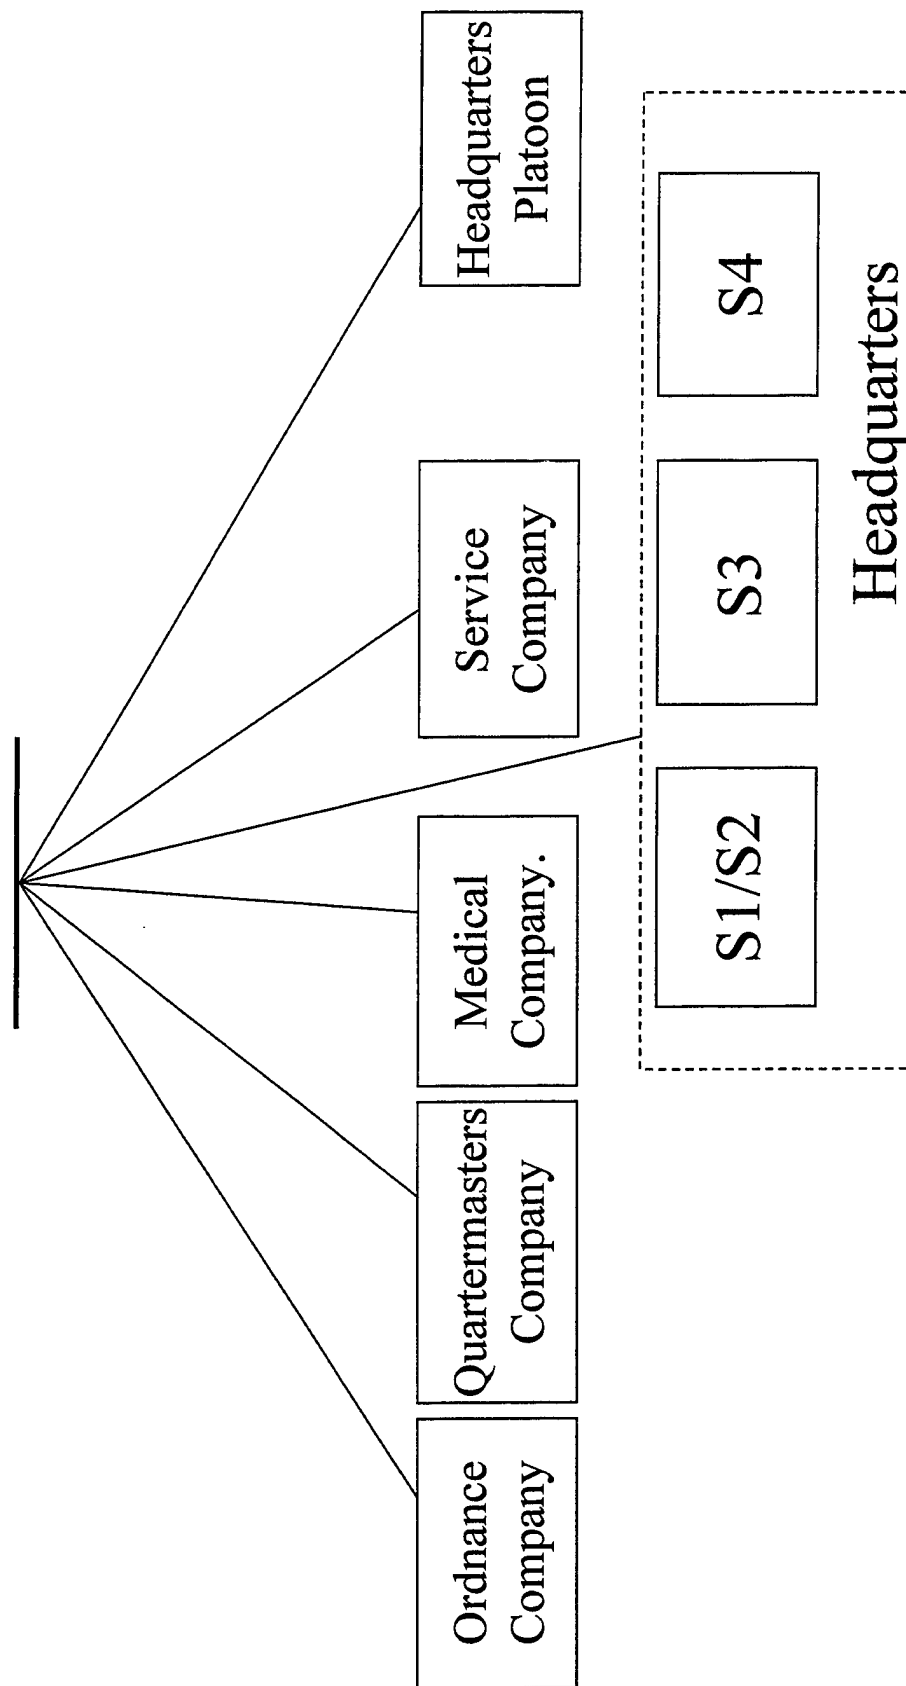 Ordnance
Company
Quartermasters
Company
Medical
Company.
Service
Company
Headquarters
Platoon
S1/S2
S3
S4
Headquarters